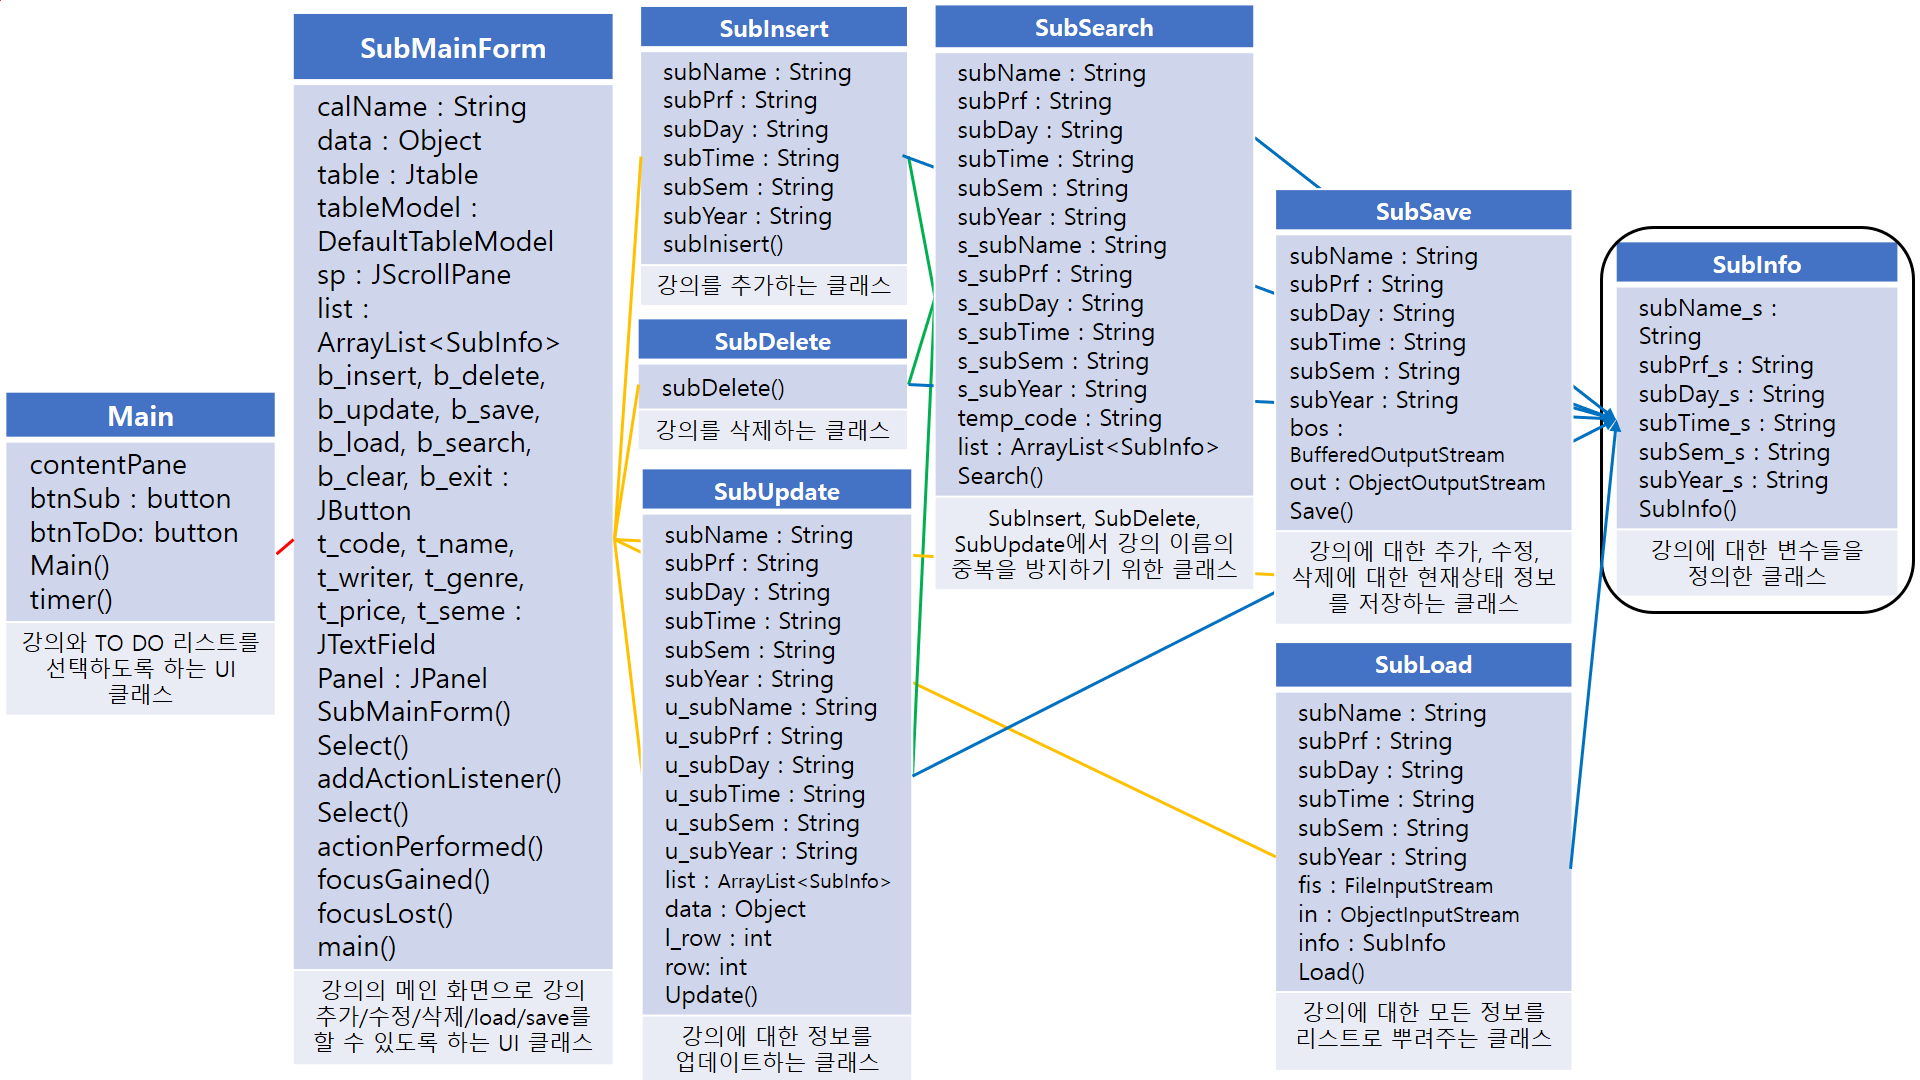 Main
contentPane
btnSub : button
btnToDo: button
Main()
timer()
강의와 TO DO 리스트를
선택하도록 하는 UI
클래스
SubMainForm
calName : String
data : Object
table : Jtable
tableModel :
DefaultTableModel
sp : JScrollPane
list :
ArrayList<SubInfo>
b_insert, b_delete,
b_update, b_save,
b_load, b_search,
b_clear, b_exit :
JButton
t_code, t_name,
t_writer, t_genre,
t_price, t_seme :
JTextField
Panel : JPanel
SubMainForm()
Select()
addActionListener()
Select()
actionPerformed()
focusGained()
focusLost()
main()
강의의 메인 화면으로 강의
추가/수정/삭제/load/save를
할 수 있도록 하는 UI 클래스
SubInsert
subName : String
subPrf : String
subDay : String
subTime : String
subSem : String
subYear : String
subInisert()
강의를 추가하는 클래스
SubDelete
subDelete()
강의를 삭제하는 클래스
SubUpdate
subName : String
subPrf : String
subDay : String
subTime : String
subSem : String
subYear : String
u_subName : String
u_subPrf : String
u_subDay : String
u_subTime : String
u_subSem : String
u_subYear : String
list : ArrayList<SubInfo>
data : Object
l_row : int
row: int
Update()
강의에 대한 정보를
업데이트하는 클래스
SubSearch
subName : String
subPrf : String
subDay : String
subTime : String
subSem : String
subYear : String
s_subName : String
s_subPrf : String
s_subDay : String
s_subTime : String
s_subSem : String
s_subYear : String
temp_code : String
list : ArrayList<SubInfo>
Search()
SubInsert, SubDelete,
SubUpdate에서 강의 이름의
중복을 방지하기 위한 클래스
SubSave
subName : String
subPrf : String
subDay : String
subTime : String
subSem : String
subYear : String
bos :
BufferedOutputStream
out : ObjectOutputStream
Save()
강의에 대한 추가, 수정,
삭제에 대한 현재상태 정보
를 저장하는 클래스
SubLoad
subName : String
subPrf : String
subDay : String
subTime : String
subSem : String
subYear : String
fis : FileInputStream
in : ObjectInputStream
info : SubInfo
Load()
강의에 대한 모든 정보를
리스트로 뿌려주는 클래스
SubInfo
subName_s :
String
subPrf_s : String
subDay_s : String
subTime_s : String
subSem_s : String
subYear_s : String
SubInfo()
강의에 대한 변수들을
정의한 클래스